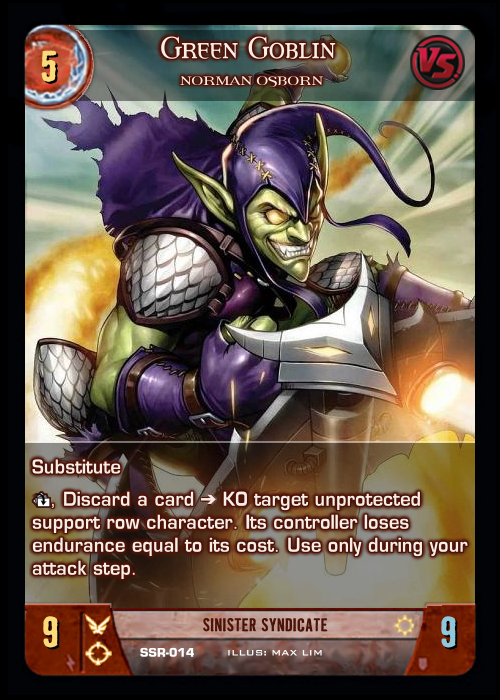 5
GREEN GOBLIN
VS.
NORMAN OSBORN
Substitute
, Discard a card ➔ KO target unprotected
support row character. Its controller loses
endurance equal to its cost. Use only during your
attack step.
9
SINISTER SYNDICATE
9
SSR-014 ILLUS: MAX LIM